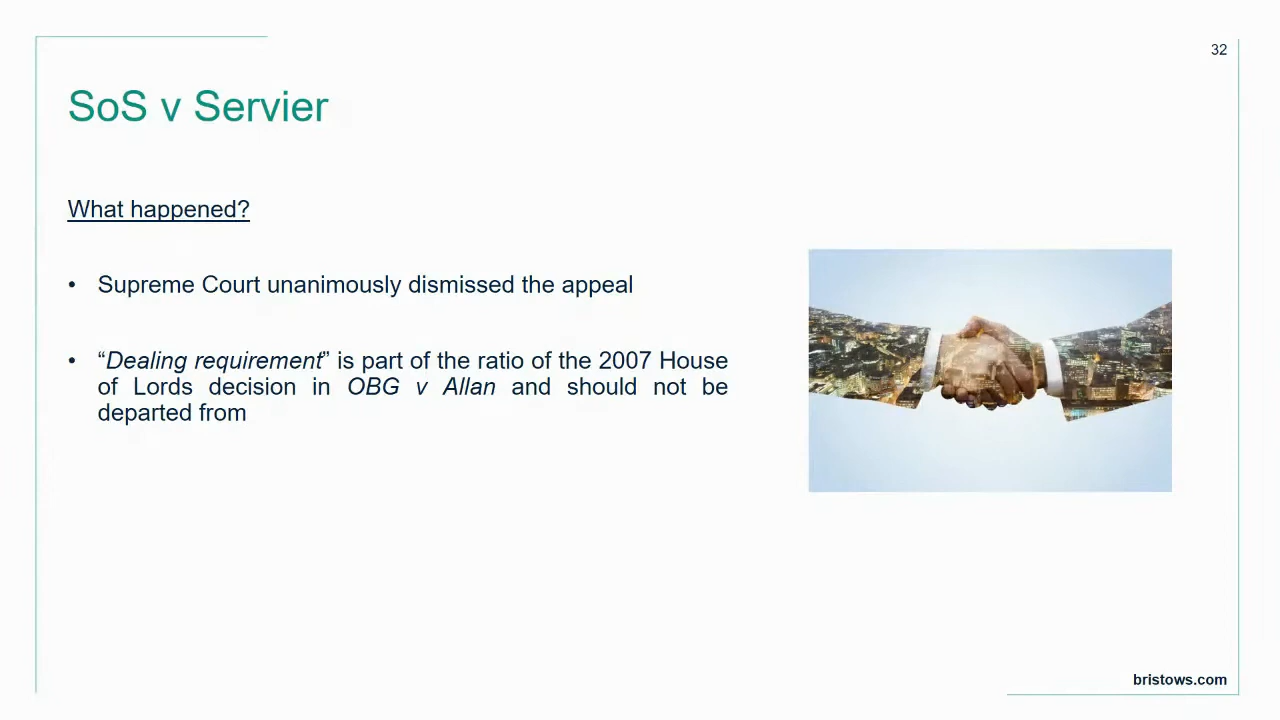 32
SoS v Servier
What happened?
• Supreme Court unanimously dismissed the appeal
• “Dealing requirement” is part of the ratio of the 2007 House
of Lords decision in OBG v Allan and should not be
departed from
bristows.com